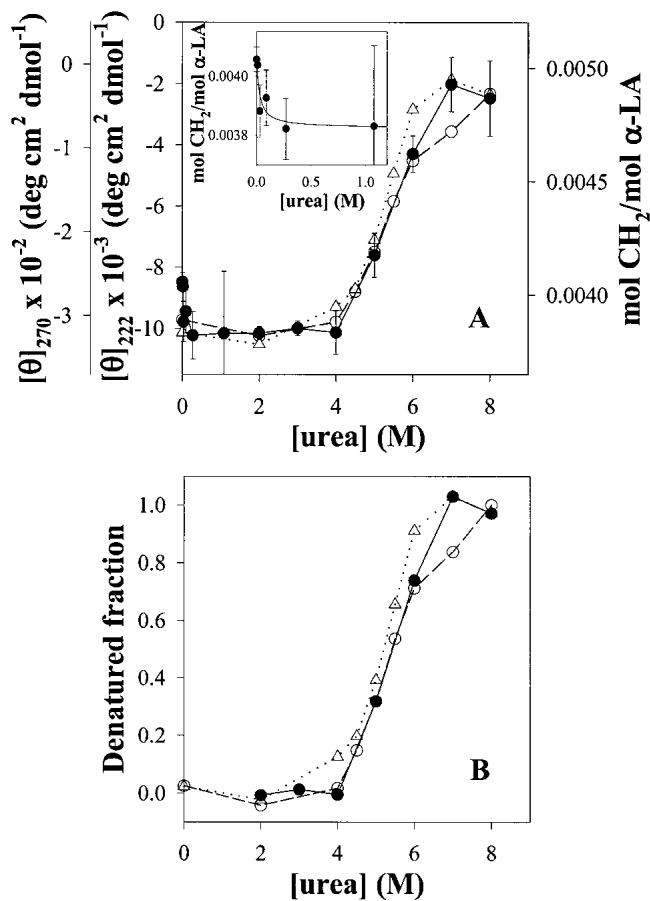 [θ]270 x 10-2 (deg cm2 dmol-1)
0
-1
-2
-3
[θ]222 x 10-3 (deg cm2 dmol-1)
0
-2
-4
-6
-8
-10
mol CH2/mol α-LA
0.0040
0.0038
0.0 0.5 1.0
[urea] (M)
0.0050
0.0045
0.0040
mol CH2/mol α-LA
A
0 2 4 6 8
[urea] (M)
Denatured fraction
1.0
0.8
0.6
0.4
0.2
0.0
B
0 2 4 6 8
[urea] (M)